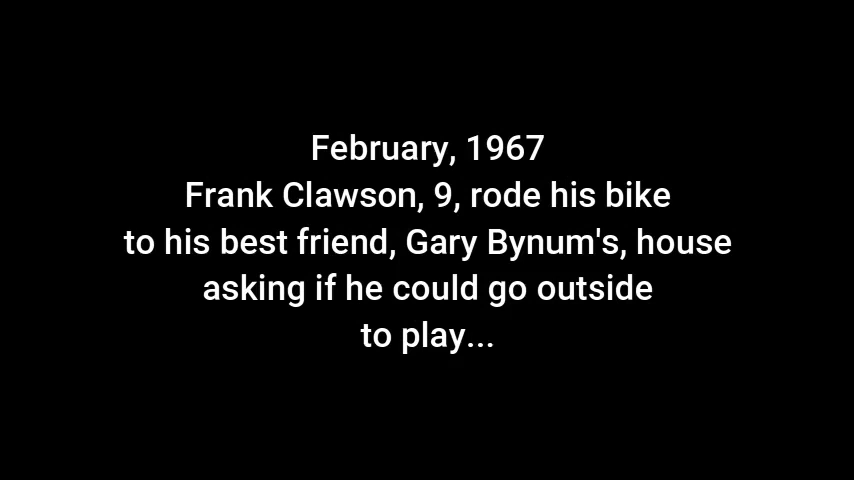 February, 1967
Frank Clawson, 9, rode his bike
to his best friend, Gary Bynum's, house
asking if he could go outside
to play...